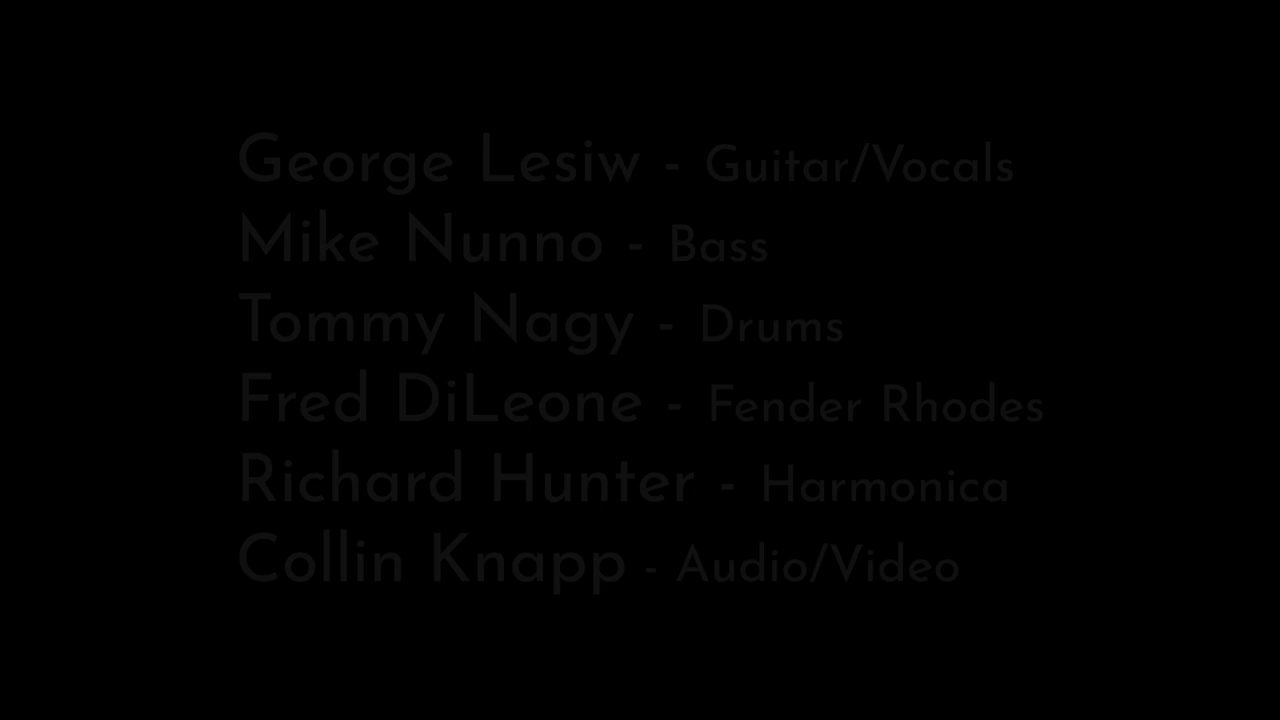 George Lesiw - Guitar/Vocals
Mike Nunno - Bass
Tommy Nagy - Drums
Fred DiLeone - Fender Rhodes
Richard Hunter - Harmonica
Collin Knapp - Audio/Video